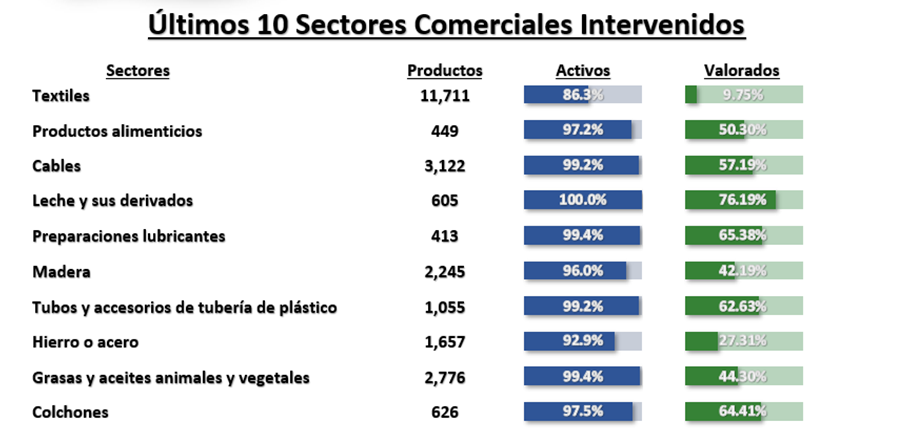 Últimos 10 Sectores Comerciales Intervenidos
Sectores Productos Activos Valorados
Textiles 11,711 86.3% 9.75%
Productos alimenticios 449 97.2% 50.30%
Cables 3,122 99.2% 57.19%
Leche y sus derivados 605 100.0% 76.19%
Preparaciones lubricantes 413 99.4% 65.38%
Madera 2,245 96.0% 42.19%
Tubos y accesorios de tubería de plástico 1,055 99.2% 62.63%
Hierro o acero 1,657 92.9% 27.31%
Grasas y aceites animales y vegetales 2,776 99.4% 44.30%
Colchones 626 97.5% 64.41%